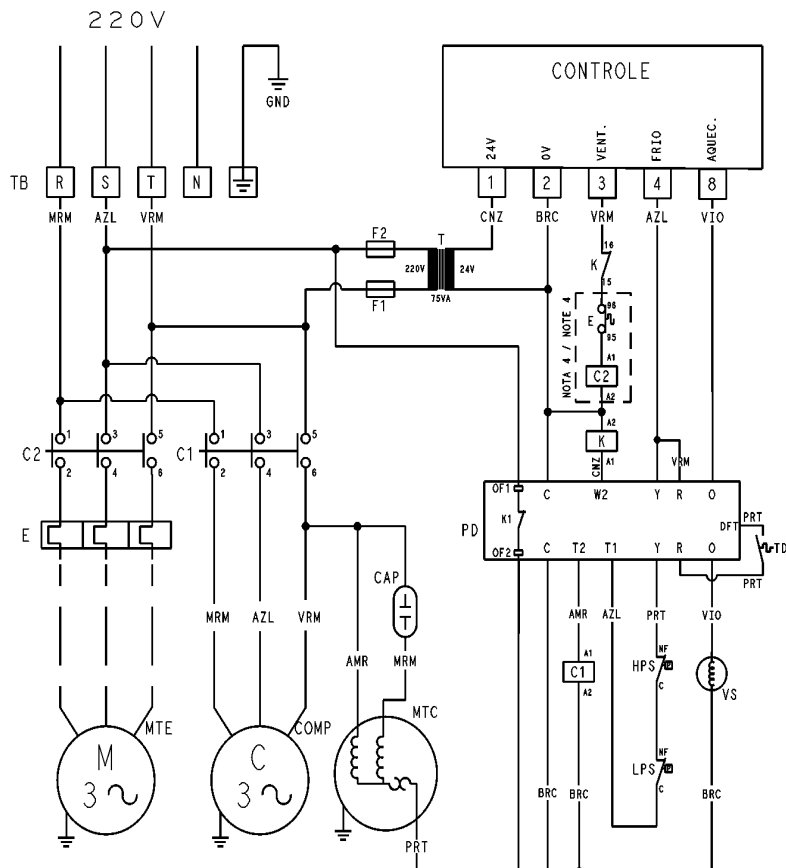 220V
CONTROLE
GND
24V
0V
VENT.
FRIO
AQUEC.
TB R S T N
1 2 3 4 8
MRM AZL VRM
CNZ BRC VRM AZL VIO
F2
T
16
K
15
220V 24V
75VA
F1
NOTA 4 / NOTE 4
96
E
95
A1
C2
A2
A2
K
A1
CNZ
VRM
C2 1 3 5
2 4 6
C1 1 3 5
2 4 6
OF1 C W2 Y R O
PD K1
DFT PRT
TD
OF2 C T2 T1 Y R O
PRT
E
CAP
MRM AZL VRM
AMR MRM
AMR AZL PRT VIO
A1
C1
A2
NF
HPS
C
VS
NF
LPS
C
MTE
COMP
MTC
M
3
C
3
BRC BRC BRC
PRT